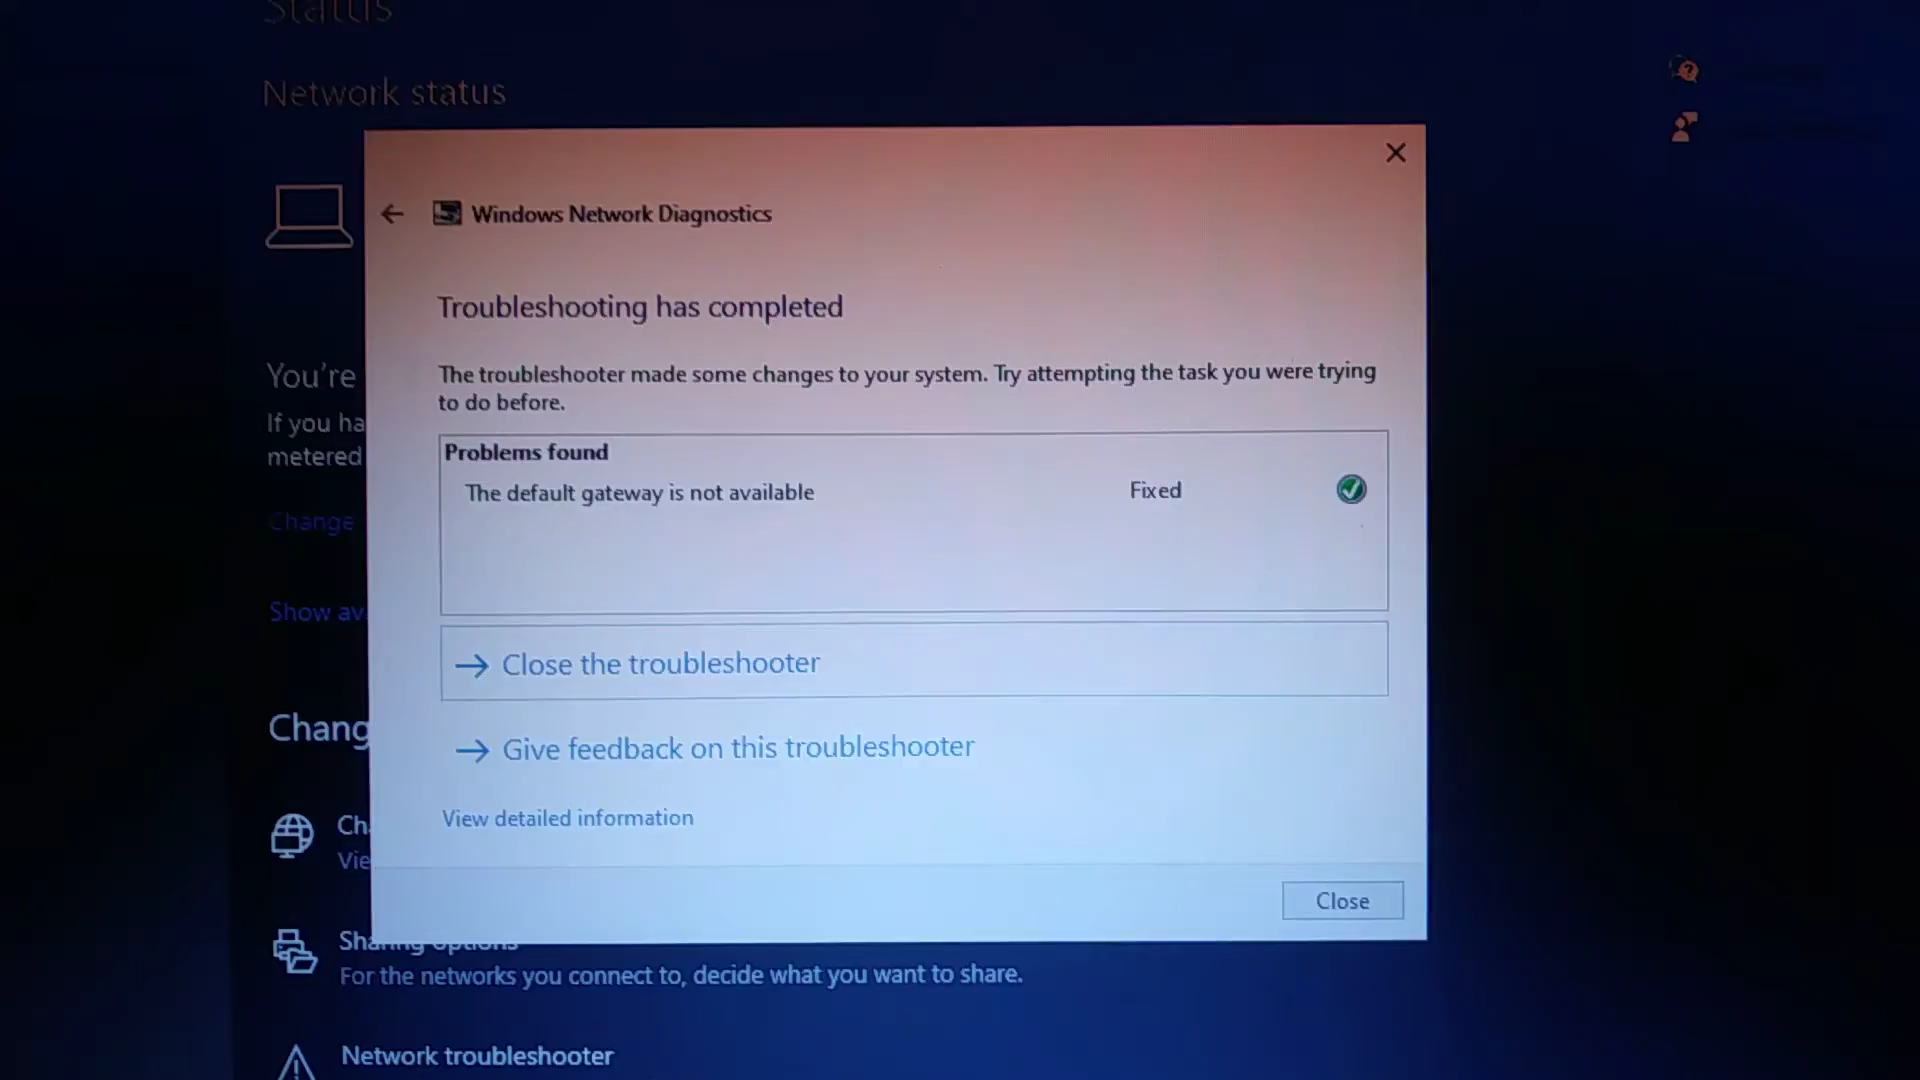 Status
Network status
Windows Network Diagnostics
Troubleshooting has completed
The troubleshooter made some changes to your system. Try attempting the task you were trying
to do before.
Problems found
The default gateway is not available Fixed
Close the troubleshooter
Give feedback on this troubleshooter
View detailed information
Close
You're
If you ha
metered
Change
Show av
Chang
Ch
Vie
Sharing options
For the networks you connect to, decide what you want to share.
Network troubleshooter